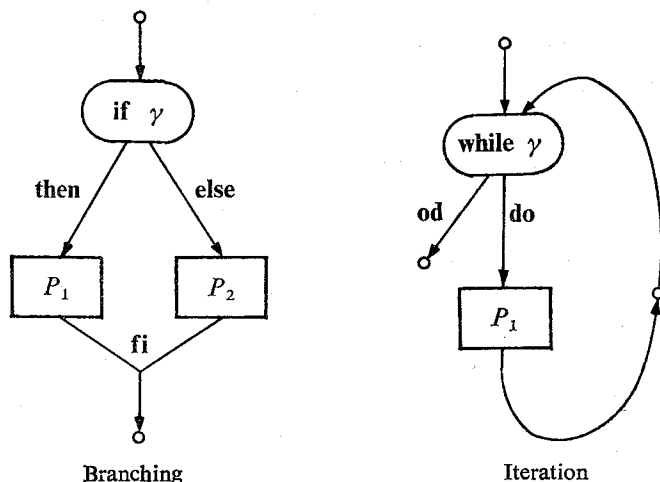 if γ
then
else
P₁
P₂
fi
Branching
while γ
od
do
P₁
Iteration